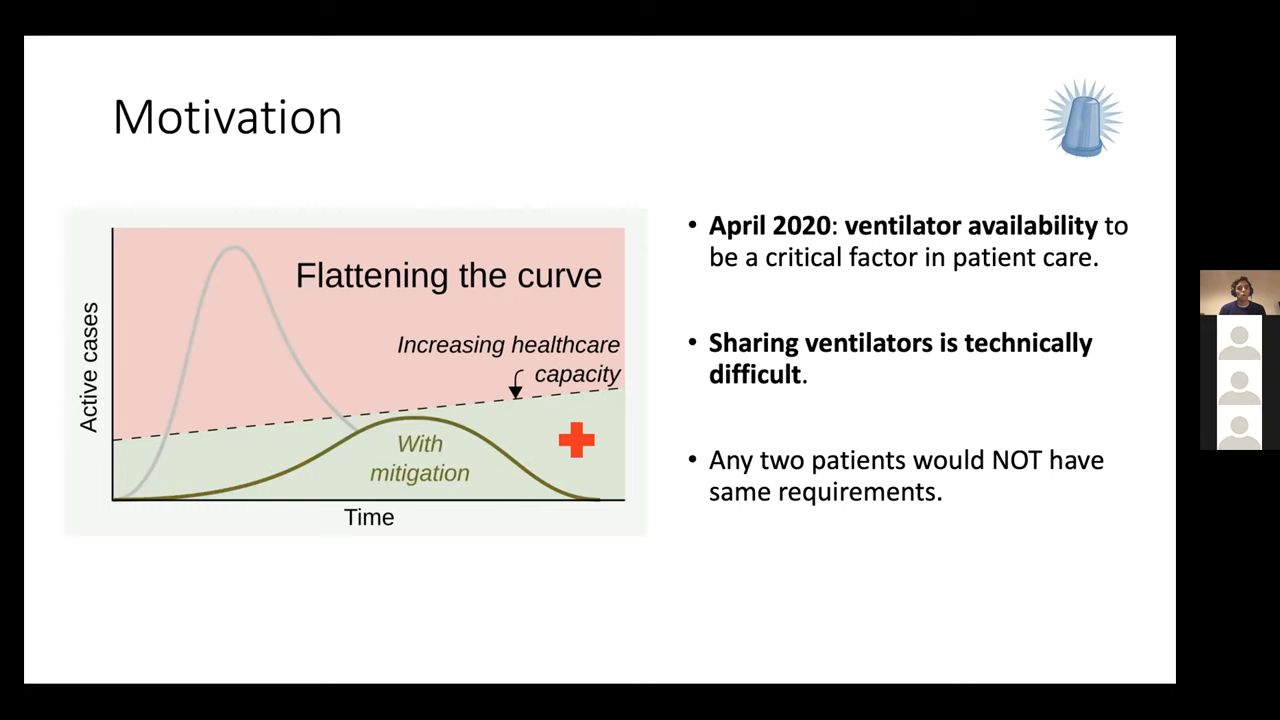 Motivation
Flattening the curve
Increasing healthcare
capacity
With
mitigation
Active cases
Time
• April 2020: ventilator availability to
be a critical factor in patient care.
• Sharing ventilators is technically
difficult.
• Any two patients would NOT have
same requirements.